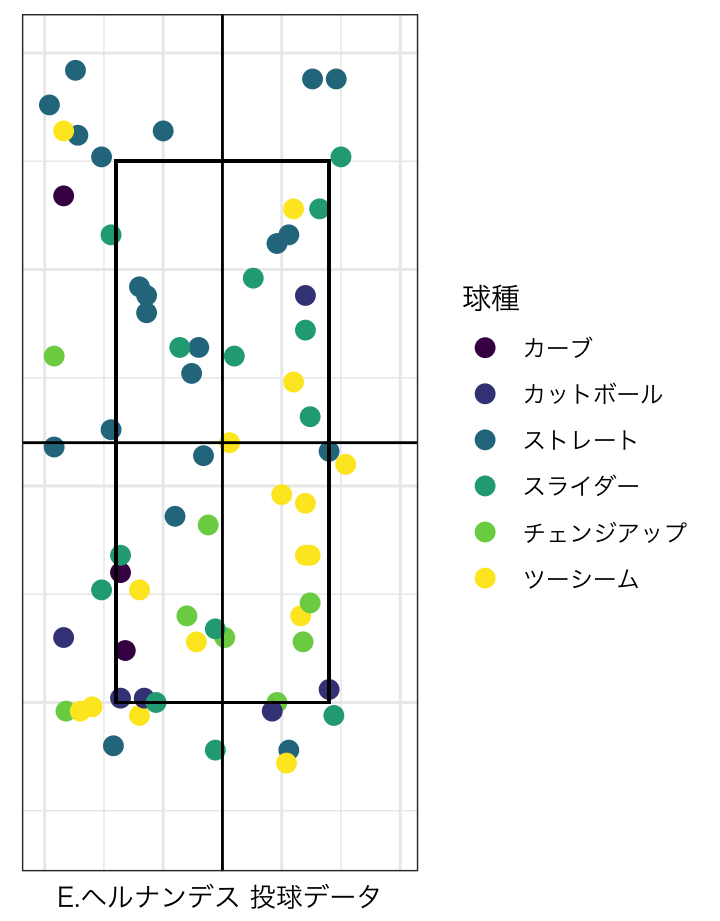 球種
カーブ
カットボール
ストレート
スライダー
チェンジアップ
ツーシーム
E.ヘルナンデス 投球データ